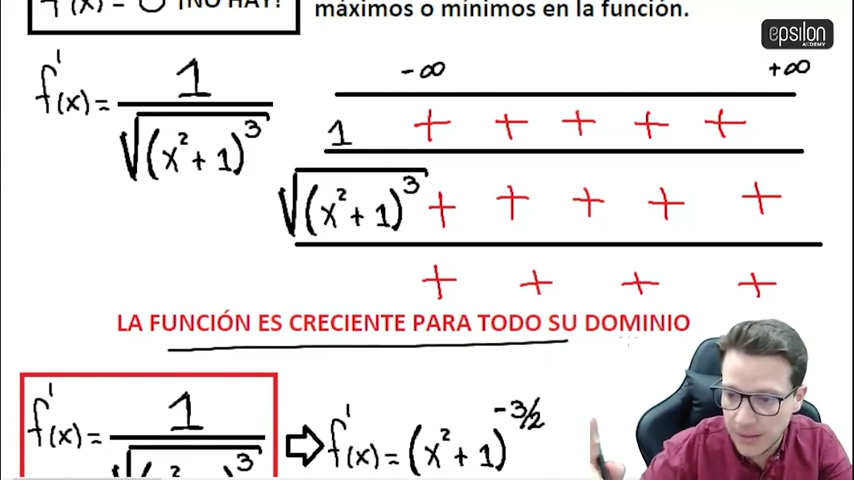 f'(x) = 0 ¡NO HAY!
máximos o mínimos en la función.
epsilon
ACADEMY
f'(x) = 1 / √(x² + 1)³
-∞ +∞
1 + + + + +
√(x² + 1)³ + + + + +
+ + + +
LA FUNCIÓN ES CRECIENTE PARA TODO SU DOMINIO
f'(x) = 1 / √(x² + 1)³ ⇨ f'(x) = (x² + 1)^-3/2